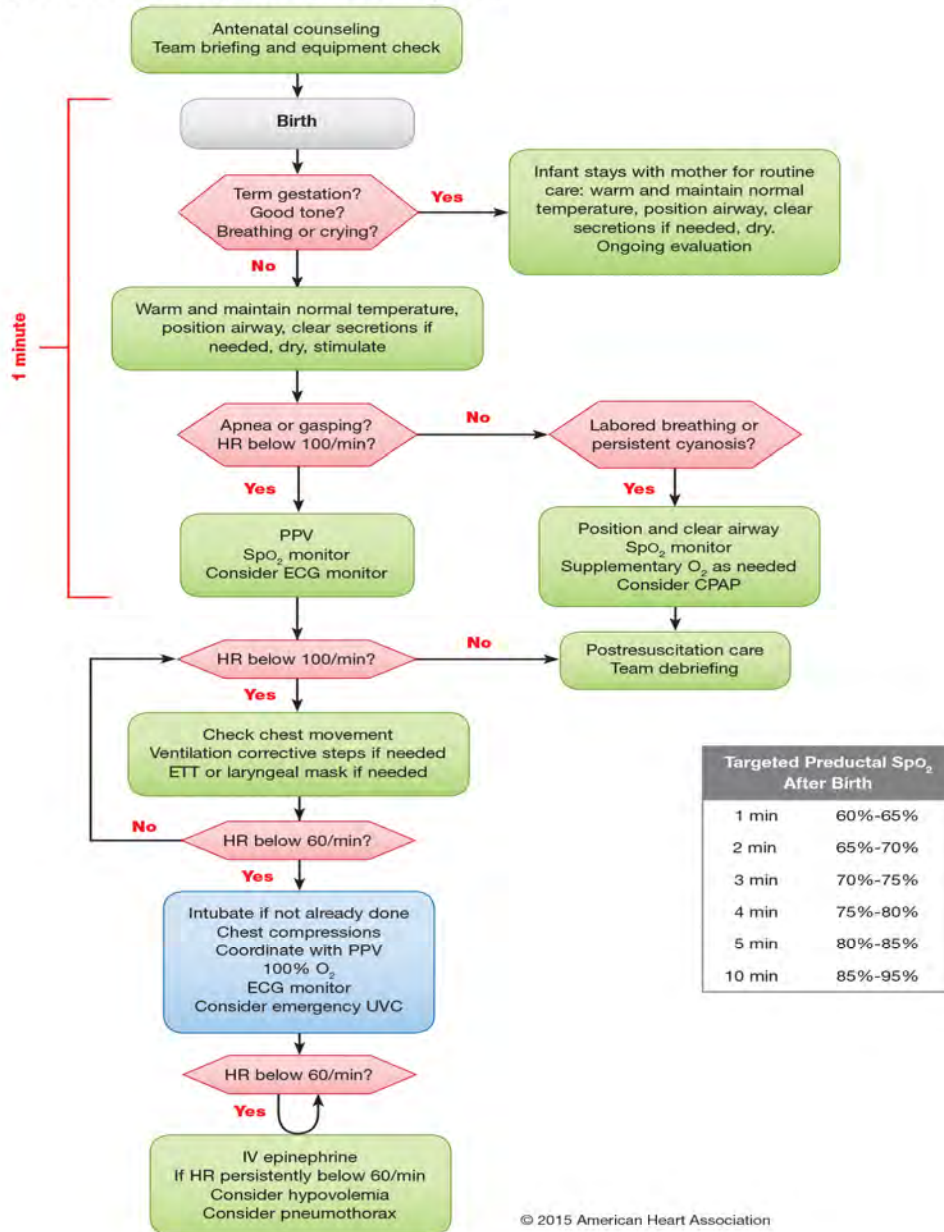 Antenatal counseling
Team briefing and equipment check
Birth
Term gestation?
Good tone?
Breathing or crying?
Yes
Infant stays with mother for routine
care: warm and maintain normal
temperature, position airway, clear
secretions if needed, dry.
Ongoing evaluation
No
Warm and maintain normal temperature,
position airway, clear secretions if
needed, dry, stimulate
1 minute
Apnea or gasping?
HR below 100/min?
No
Labored breathing or
persistent cyanosis?
Yes
Yes
PPV
SpO₂ monitor
Consider ECG monitor
Position and clear airway
SpO₂ monitor
Supplementary O₂ as needed
Consider CPAP
HR below 100/min?
No
Postresuscitation care
Team debriefing
Yes
Check chest movement
Ventilation corrective steps if needed
ETT or laryngeal mask if needed
No
HR below 60/min?
Yes
Intubate if not already done
Chest compressions
Coordinate with PPV
100% O₂
ECG monitor
Consider emergency UVC
HR below 60/min?
Yes
IV epinephrine
If HR persistently below 60/min
Consider hypovolemia
Consider pneumothorax
Targeted Preductal SpO₂
After Birth
1 min 60%-65%
2 min 65%-70%
3 min 70%-75%
4 min 75%-80%
5 min 80%-85%
10 min 85%-95%
© 2015 American Heart Association